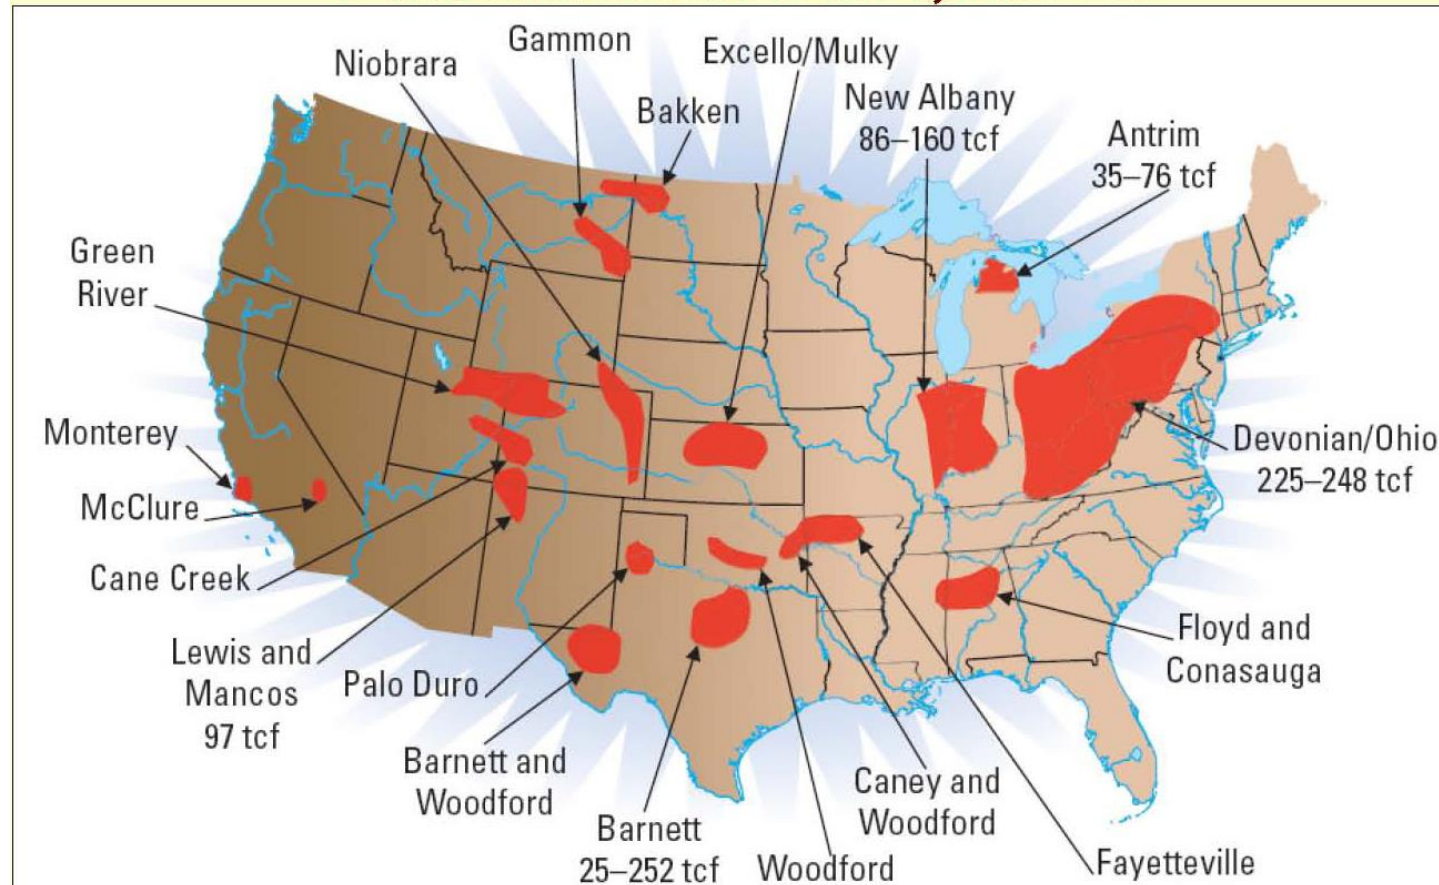 Gammon
Niobrara
Excello/Mulky
Bakken
New Albany
86–160 tcf
Antrim
35–76 tcf
Green
River
Monterey
McClure
Devonian/Ohio
225–248 tcf
Cane Creek
Lewis and
Mancos
97 tcf
Palo Duro
Floyd and
Conasauga
Barnett and
Woodford
Barnett
25–252 tcf
Caney and
Woodford
Woodford
Fayetteville